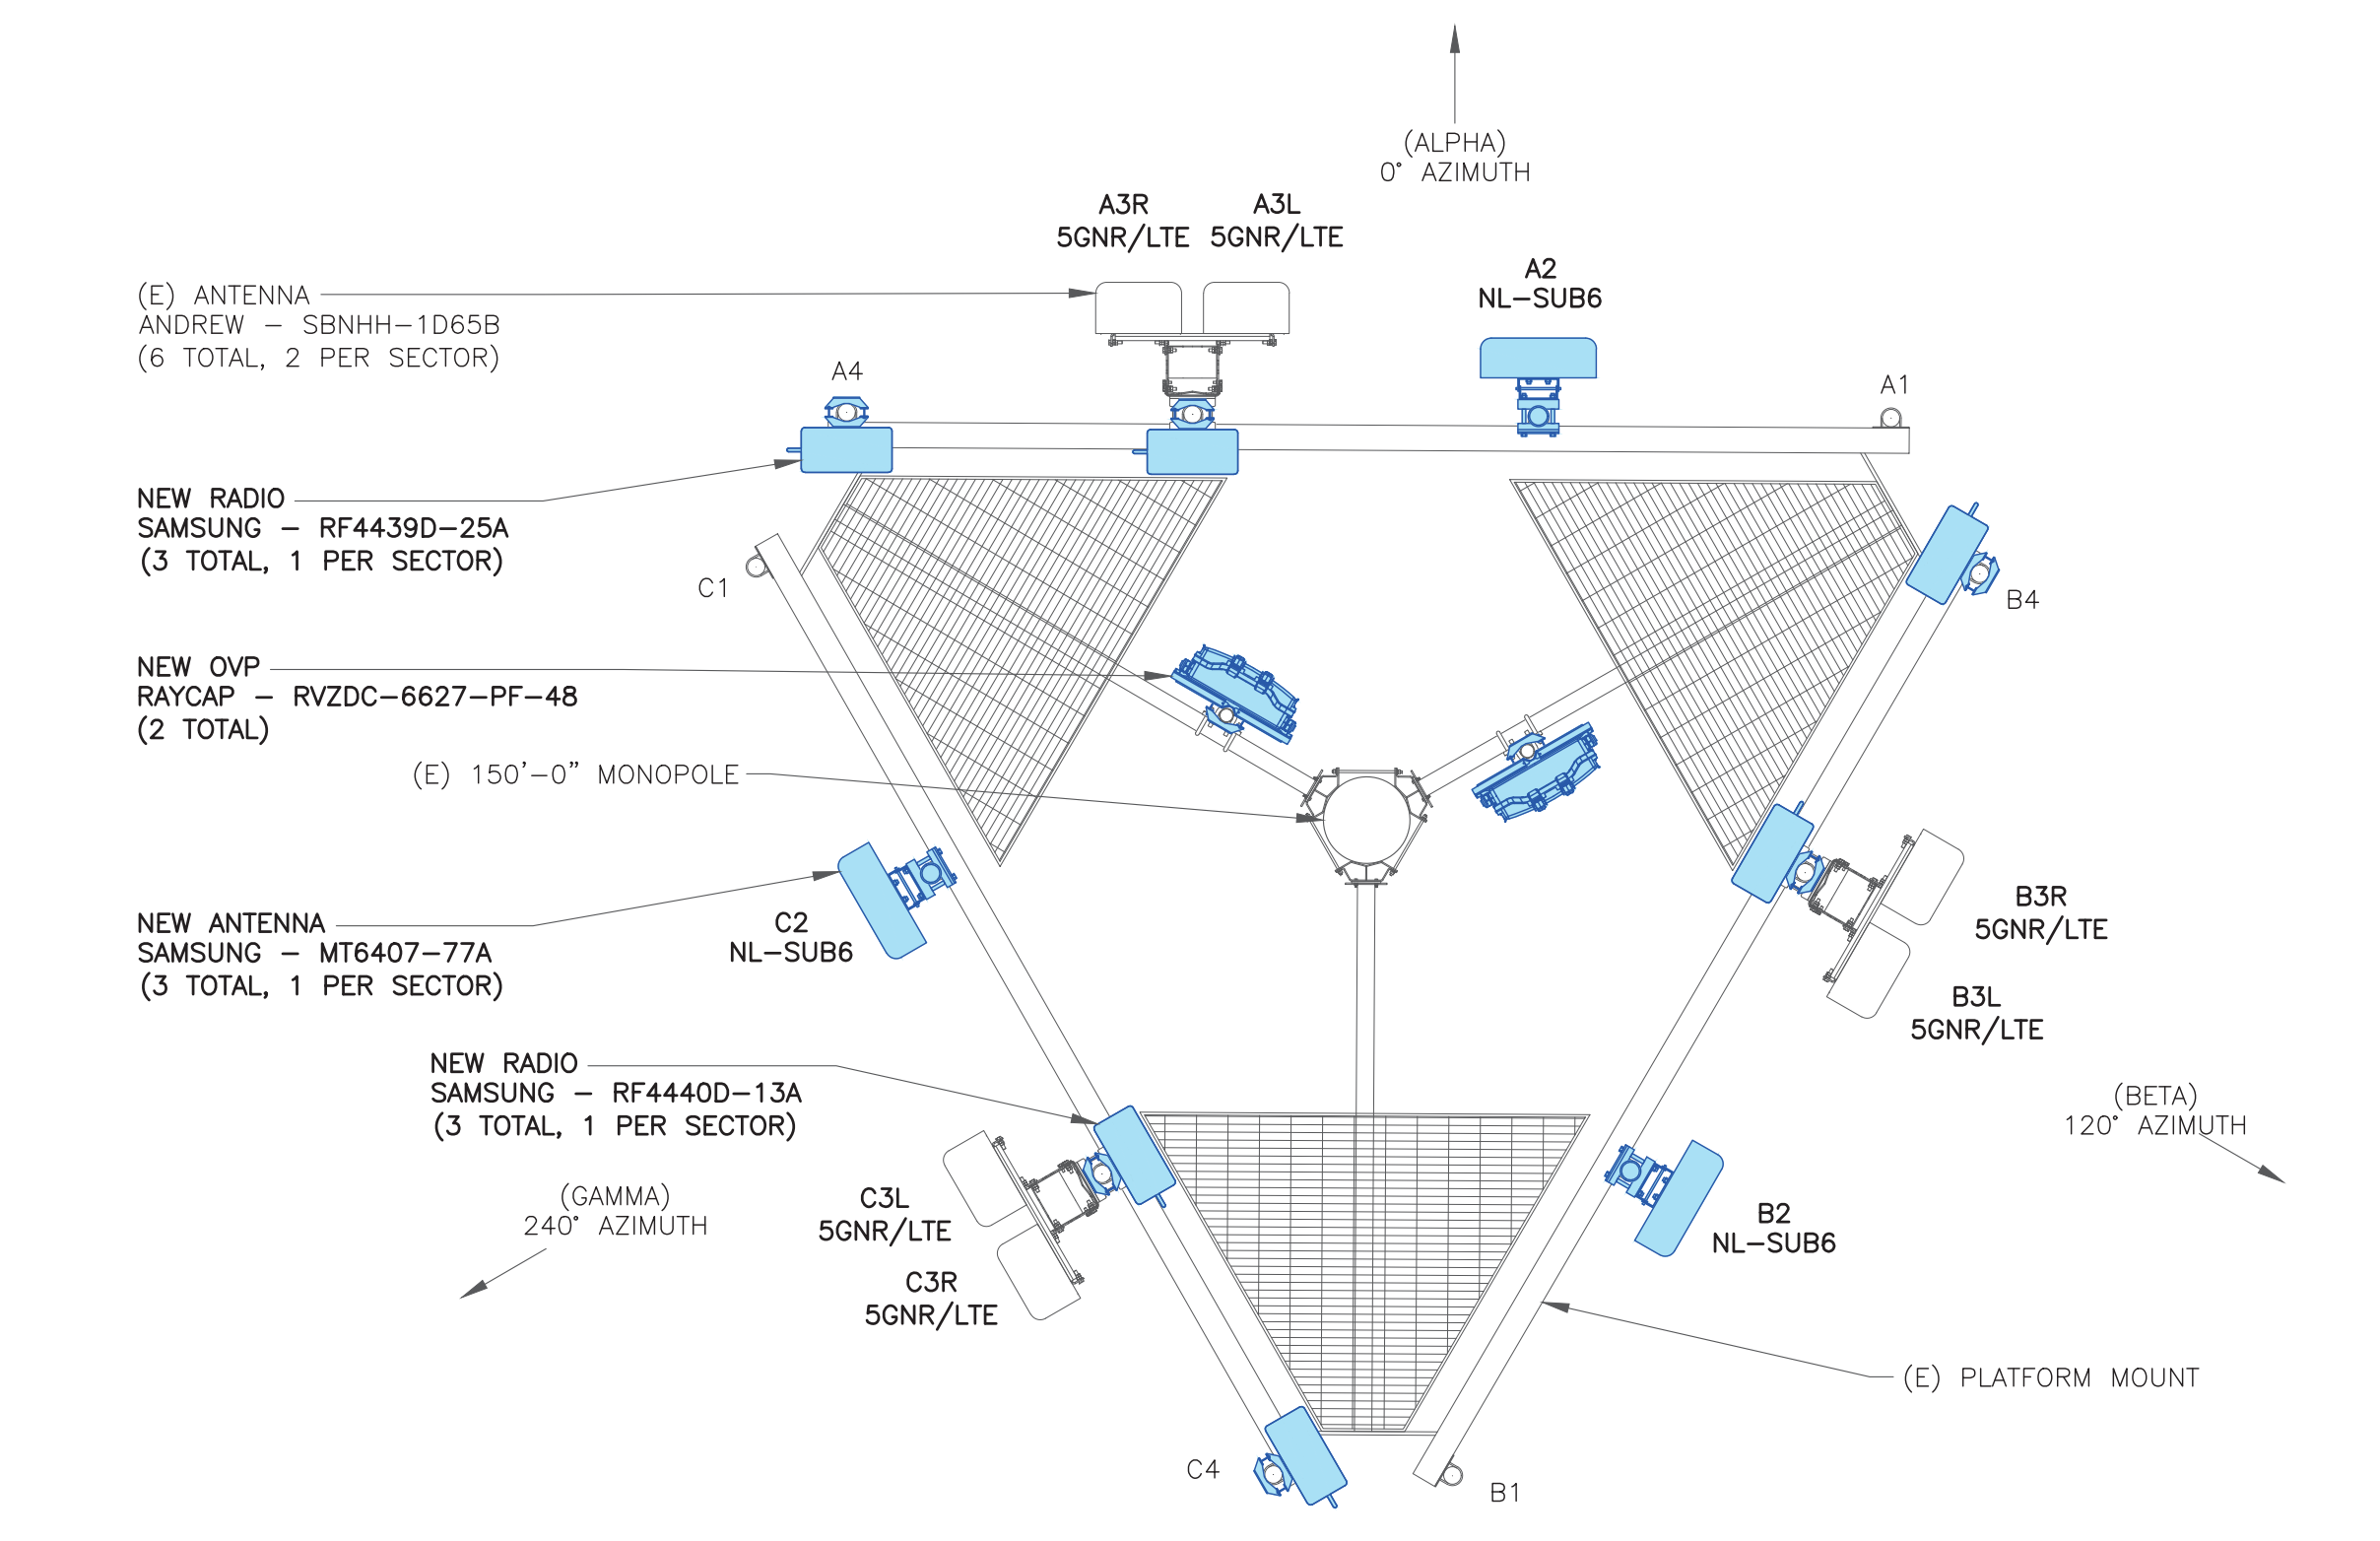 (ALPHA)
0° AZIMUTH
A3R
5GNR/LTE
A3L
5GNR/LTE
A2
NL-SUB6
(E) ANTENNA
ANDREW - SBNHH-1D65B
(6 TOTAL, 2 PER SECTOR)
A4
A1
NEW RADIO
SAMSUNG - RF4439D-25A
(3 TOTAL, 1 PER SECTOR)
C1
B4
NEW OVP
RAYCAP - RVZDC-6627-PF-48
(2 TOTAL)
(E) 150'-0" MONOPOLE
NEW ANTENNA
SAMSUNG - MT6407-77A
(3 TOTAL, 1 PER SECTOR)
C2
NL-SUB6
B3R
5GNR/LTE
B3L
5GNR/LTE
NEW RADIO
SAMSUNG - RF4440D-13A
(3 TOTAL, 1 PER SECTOR)
(BETA)
120° AZIMUTH
(GAMMA)
240° AZIMUTH
C3L
5GNR/LTE
C3R
5GNR/LTE
B2
NL-SUB6
(E) PLATFORM MOUNT
C4
B1